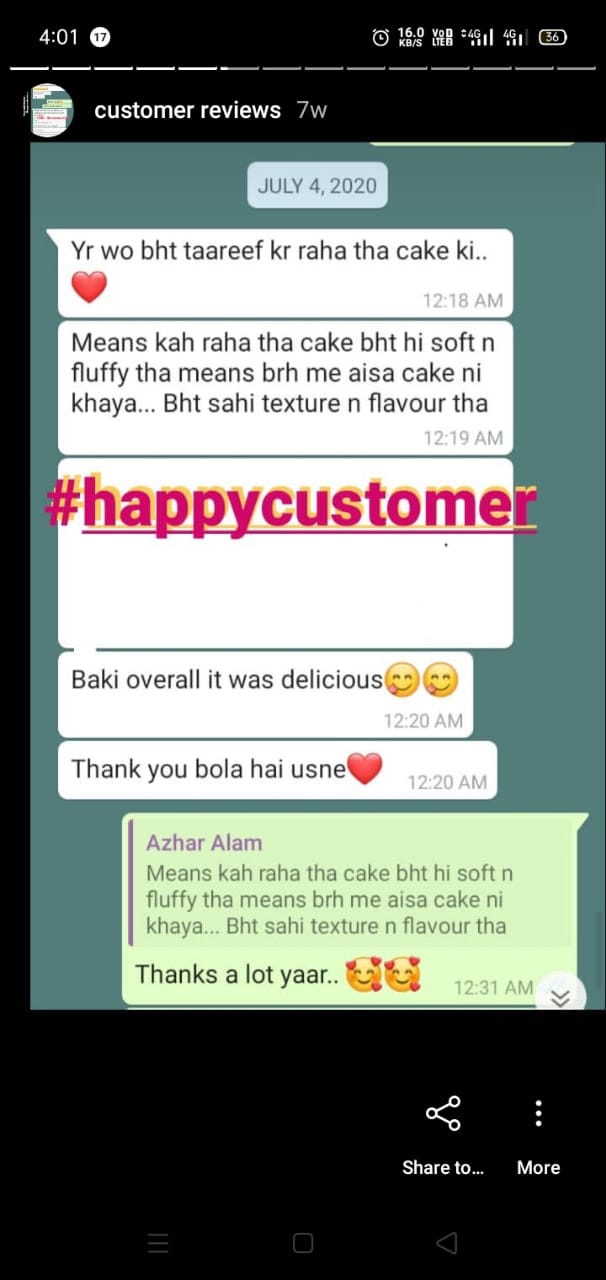 4:01 17 16.0 KB/S VoD LTE 4G 4G 36
customer reviews 7w
JULY 4, 2020
Yr wo bht taareef kr raha tha cake ki..
❤️
12:18 AM
Means kah raha tha cake bht hi soft n
fluffy tha means brh me aisa cake ni
khaya... Bht sahi texture n flavour tha
12:19 AM
#happycustomer
Baki overall it was delicious😋😋
12:20 AM
Thank you bola hai usne❤️ 12:20 AM
Azhar Alam
Means kah raha tha cake bht hi soft n
fluffy tha means brh me aisa cake ni
khaya... Bht sahi texture n flavour tha
Thanks a lot yaar.. 🥰🥰 12:31 AM
Share to... More